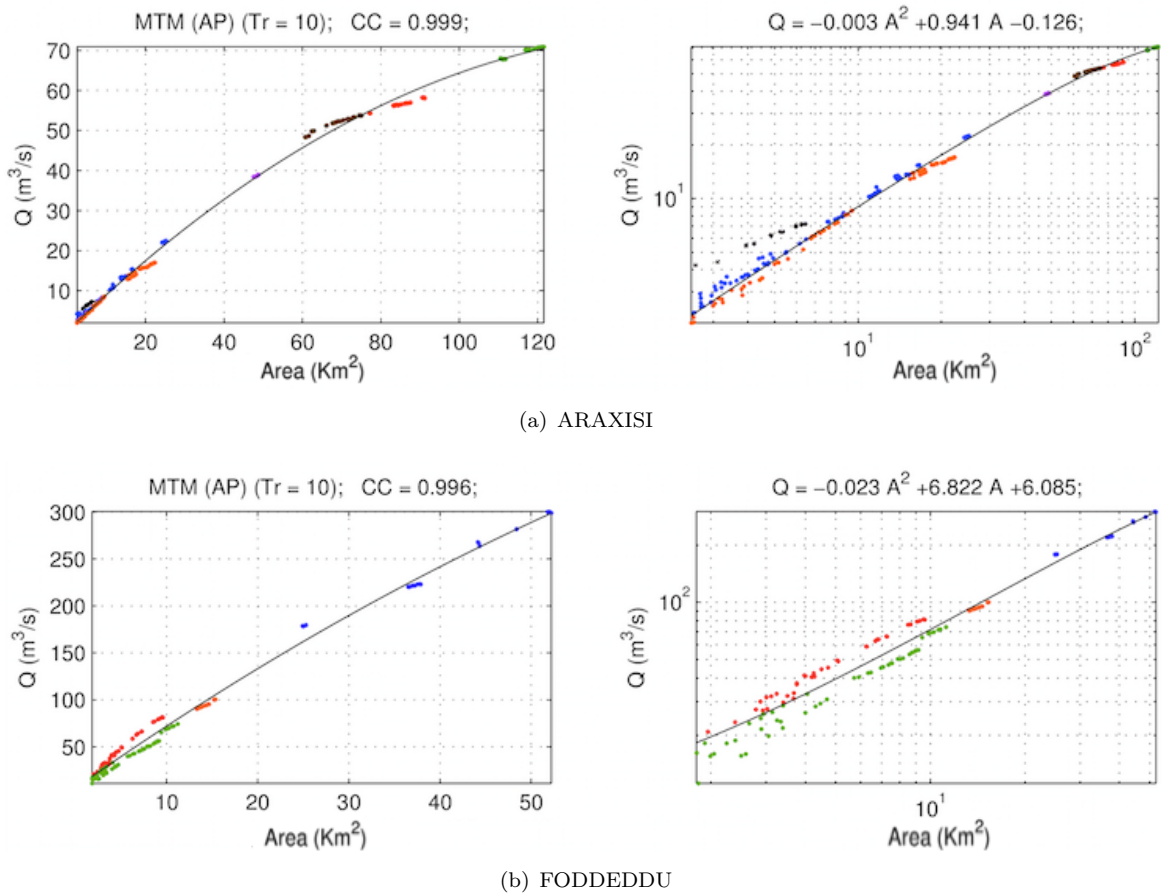 MTM (AP) (Tr = 10); CC = 0.999;
Q (m³/s)
70
60
50
40
30
20
10
20
40
60
80
100
120
Area (Km²)
Q = −0.003 A² +0.941 A −0.126;
Q (m³/s)
10¹
10¹
10²
Area (Km²)
(a) ARAXISI
MTM (AP) (Tr = 10); CC = 0.996;
Q (m³/s)
300
250
200
150
100
50
10
20
30
40
50
Area (Km²)
Q = −0.023 A² +6.822 A +6.085;
Q (m³/s)
10²
10¹
Area (Km²)
(b) FODDEDDU